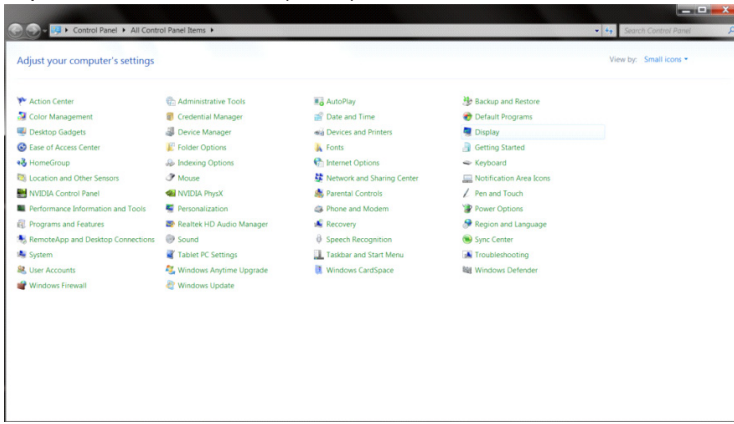 Control Panel ▸ All Control Panel Items ▸
Search Control Panel
Adjust your computer's settings
View by: Small icons
Action Center
Administrative Tools
AutoPlay
Backup and Restore
Color Management
Credential Manager
Date and Time
Default Programs
Desktop Gadgets
Device Manager
Devices and Printers
Display
Ease of Access Center
Folder Options
Fonts
Getting Started
HomeGroup
Indexing Options
Internet Options
Keyboard
Location and Other Sensors
Mouse
Network and Sharing Center
Notification Area Icons
NVIDIA Control Panel
NVIDIA PhysX
Parental Controls
Pen and Touch
Performance Information and Tools
Personalization
Phone and Modem
Power Options
Programs and Features
Realtek HD Audio Manager
Recovery
Region and Language
RemoteApp and Desktop Connections
Sound
Speech Recognition
Sync Center
System
Tablet PC Settings
Taskbar and Start Menu
Troubleshooting
User Accounts
Windows Anytime Upgrade
Windows CardSpace
Windows Defender
Windows Firewall
Windows Update